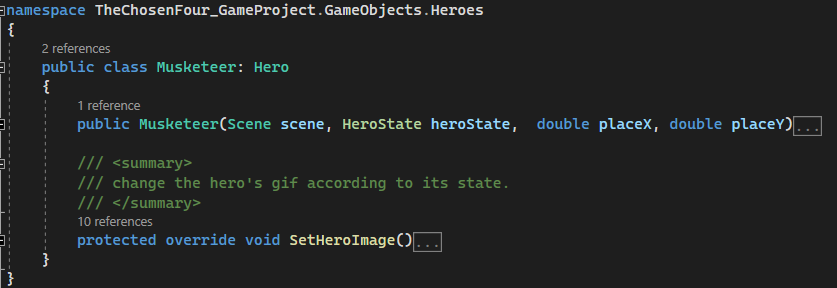 namespace TheChosenFour_GameProject.GameObjects.Heroes
{
2 references
public class Musketeer: Hero
{
1 reference
public Musketeer(Scene scene, HeroState heroState,  double placeX, double placeY)...
/// <summary>
/// change the hero's gif according to its state.
/// </summary>
10 references
protected override void SetHeroImage()...
}
}